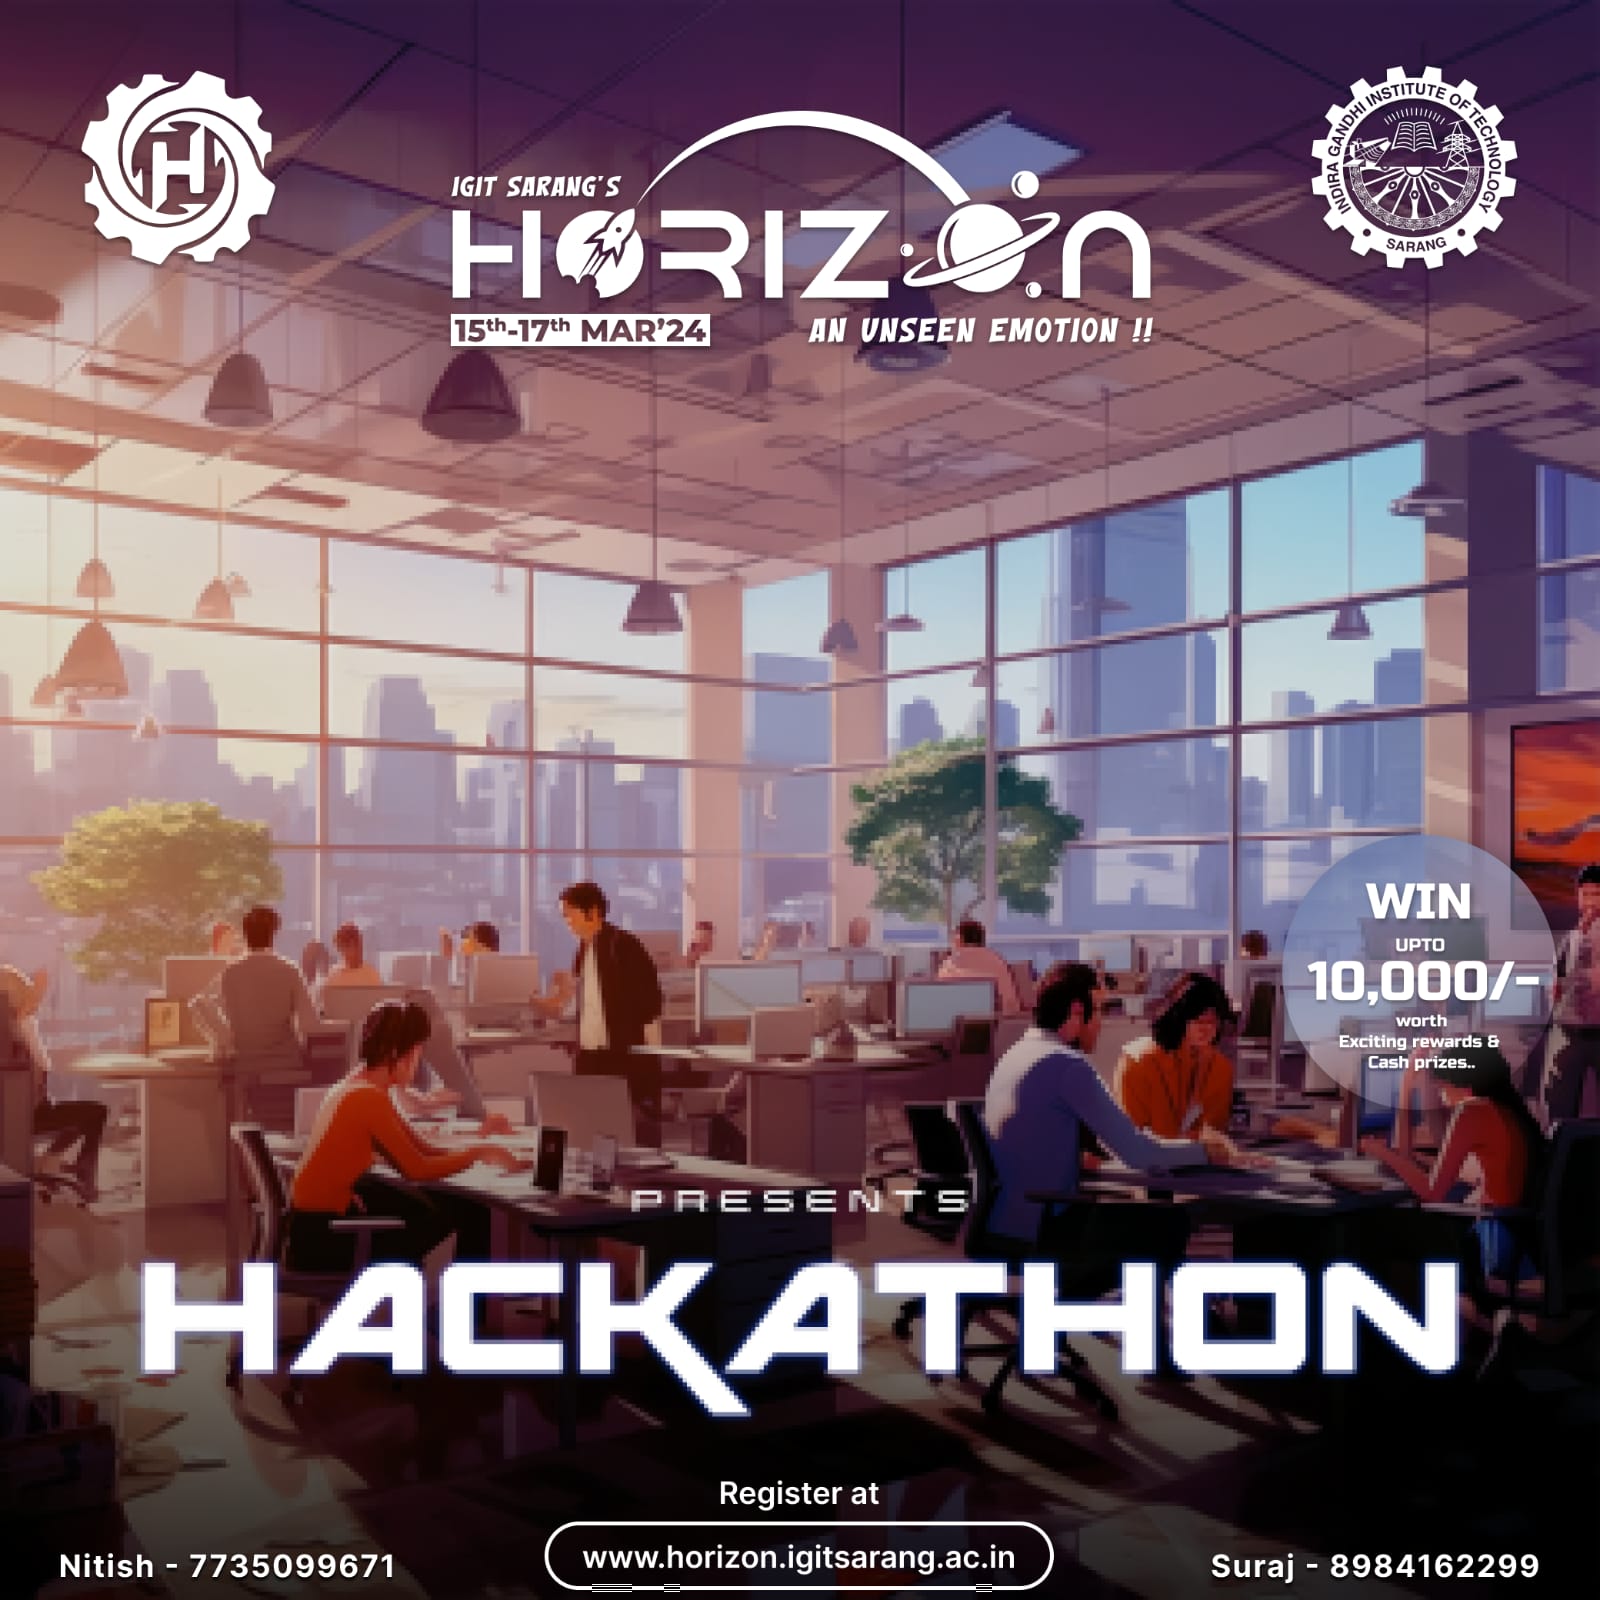 INDIRA GANDHI INSTITUTE OF TECHNOLOGY
SARANG
H
IGIT SARANG'S
HORIZON
15th-17th MAR'24
AN UNSEEN EMOTION !!
WIN
UPTO
10,000/-
worth
Exciting rewards &
Cash prizes..
PRESENTS
HACKATHON
Register at
www.horizon.igitsarang.ac.in
Nitish - 7735099671
Suraj - 8984162299